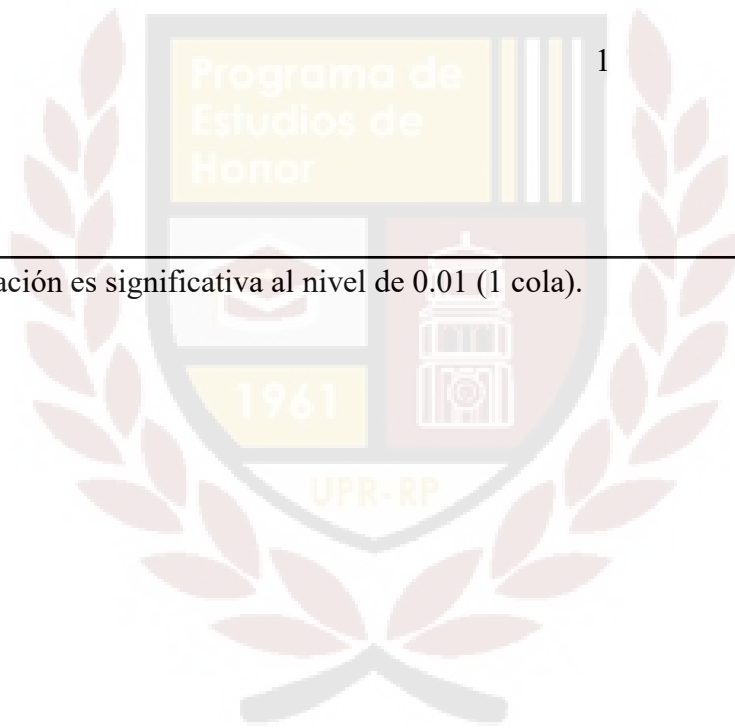 Programa de
Estudios de
Honor
1
ación es significativa al nivel de 0.01 (1 cola).
1961
UPR-RP